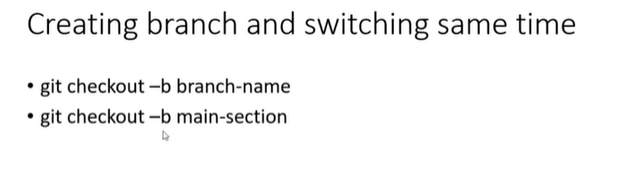 Creating branch and switching same time
• git checkout –b branch-name
• git checkout –b main-section